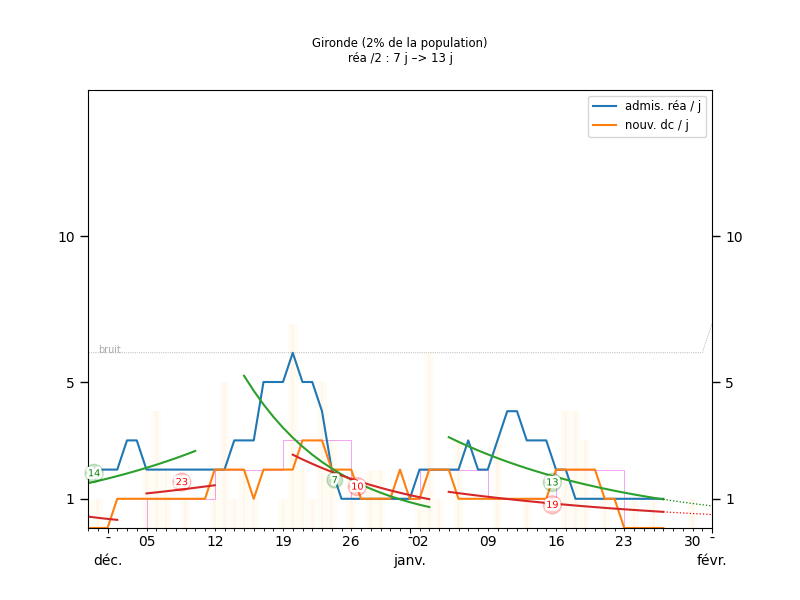 Gironde (2% de la population)
réa /2 : 7 j –> 13 j
admis. réa / j
nouv. dc / j
10
10
bruit
5
5
14
23
7
10
13
19
1
1
- 05 12 19 26 -02 09 16 23 30 -
déc. janv. févr.